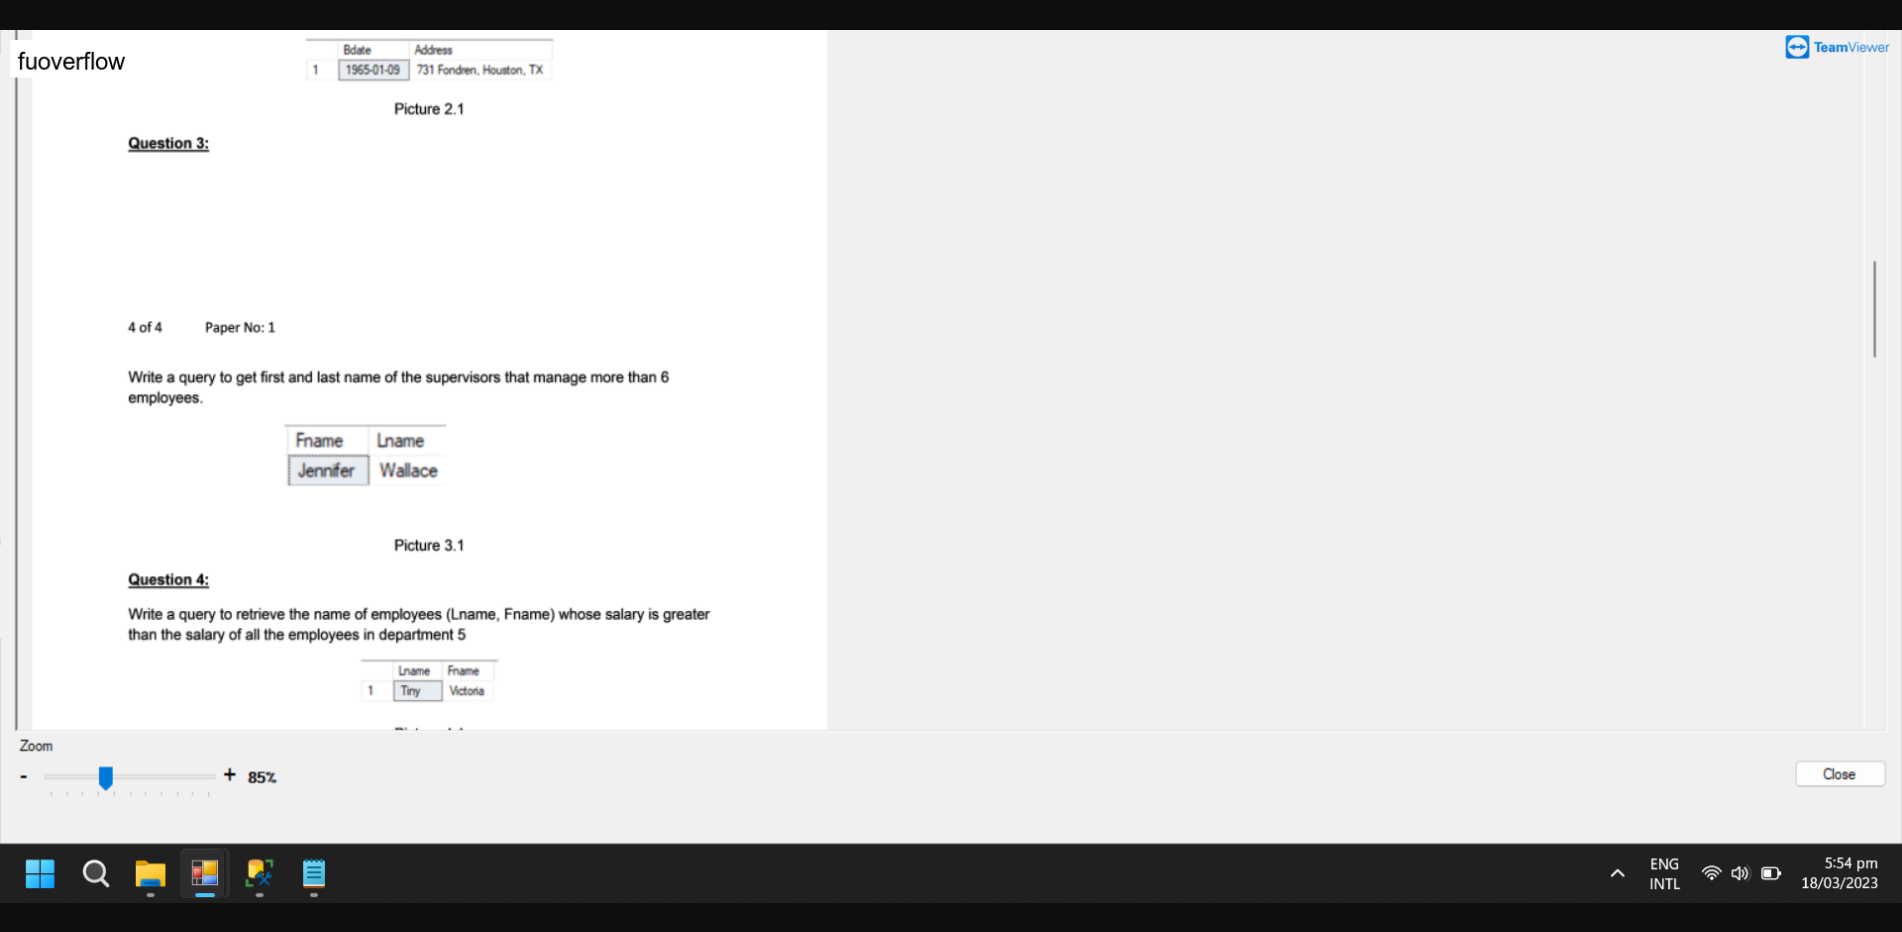 fuoverflow
TeamViewer
Bdate Address
1 1965-01-09 731 Fondren, Houston, TX
Picture 2.1
Question 3:
4 of 4 Paper No: 1
Write a query to get first and last name of the supervisors that manage more than 6
employees.
Fname Lname
Jennifer Wallace
Picture 3.1
Question 4:
Write a query to retrieve the name of employees (Lname, Fname) whose salary is greater
than the salary of all the employees in department 5
Lname Fname
1 Tiny Victoria
Zoom
- + 85%
Close
ENG
INTL
5:54 pm
18/03/2023